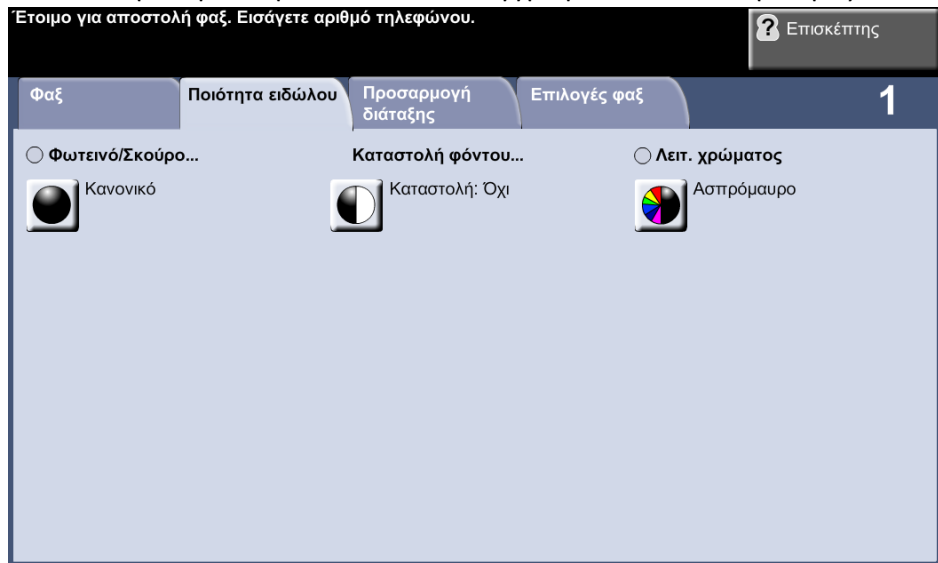 Έτοιμο για αποστολή φαξ. Εισάγετε αριθμό τηλεφώνου.
Επισκέπτης
Φαξ
Ποιότητα ειδώλου
Προσαρμογή
διάταξης
Επιλογές φαξ
1
Φωτεινό/Σκούρο...
Κανονικό
Καταστολή φόντου...
Καταστολή: Όχι
Λειτ. χρώματος
Ασπρόμαυρο